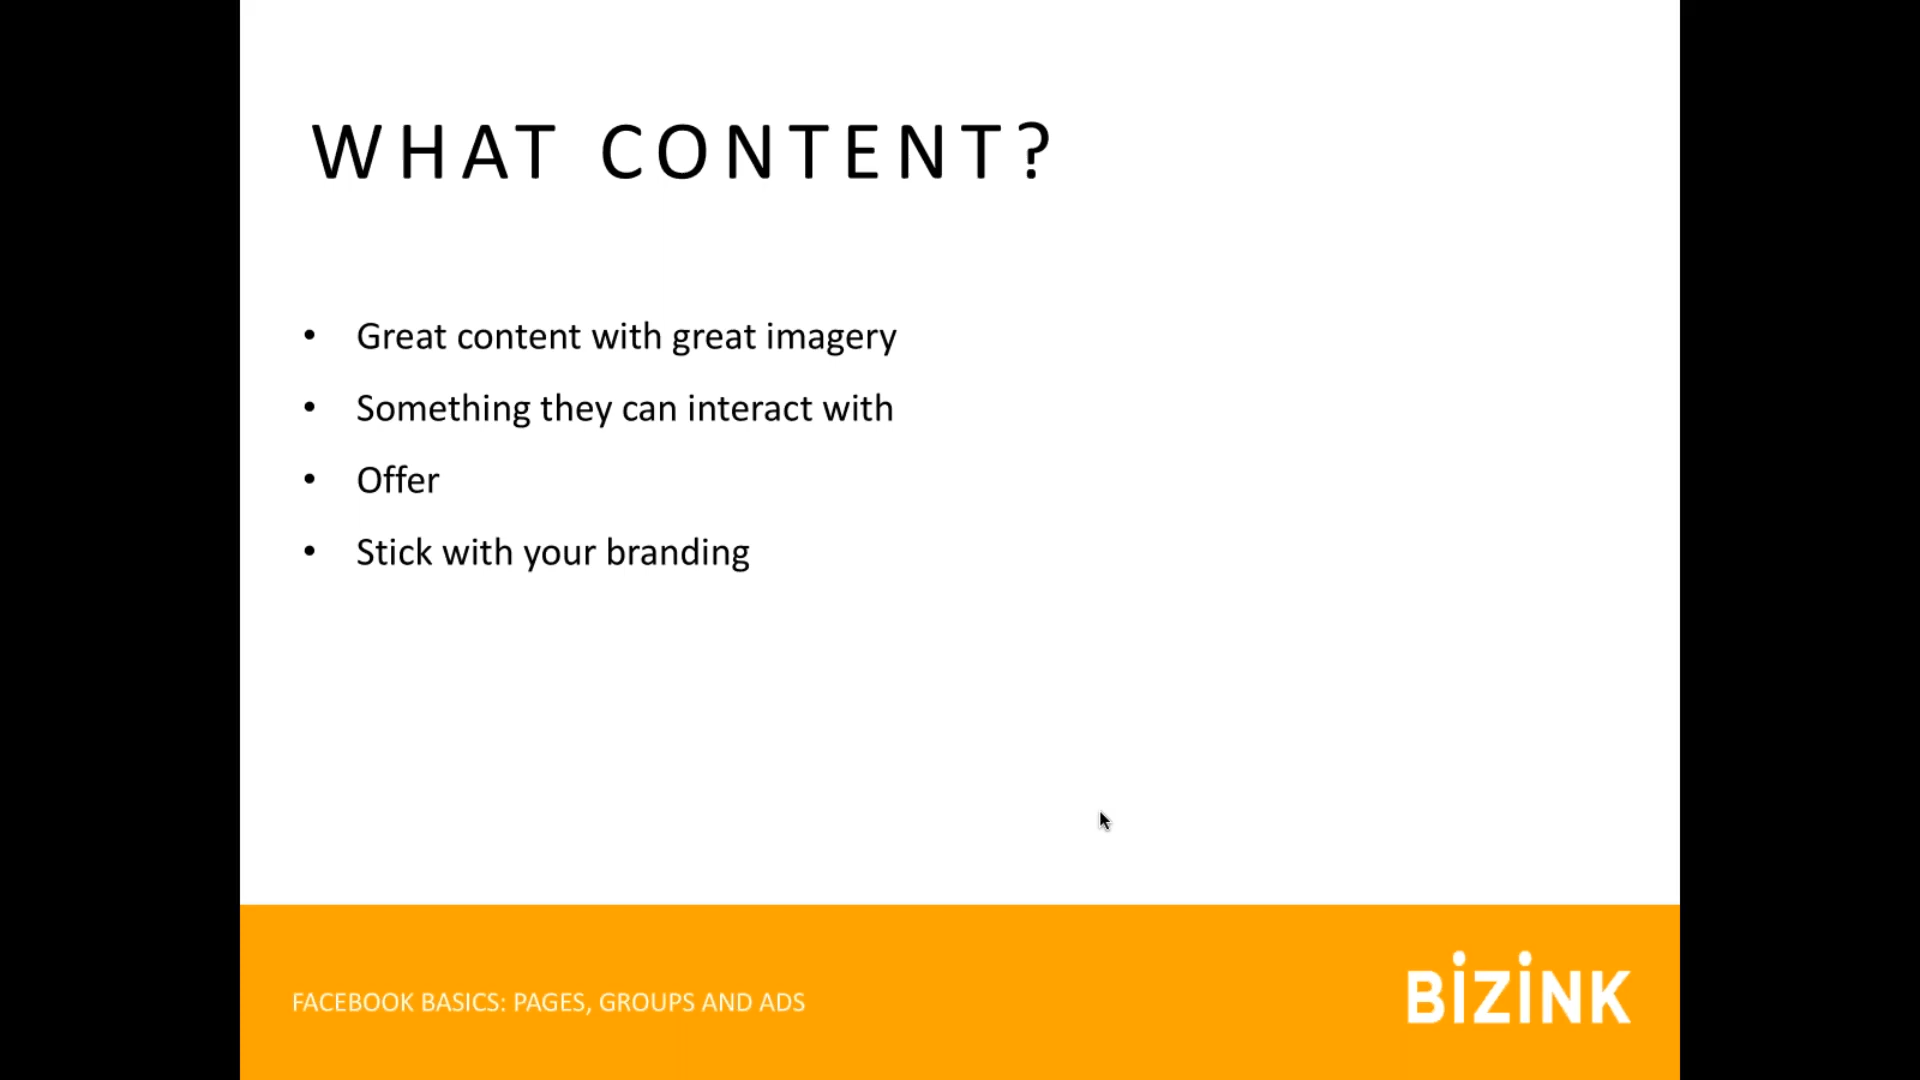 WHAT CONTENT?
• Great content with great imagery
• Something they can interact with
• Offer
• Stick with your branding
FACEBOOK BASICS: PAGES, GROUPS AND ADS
BiZiNK